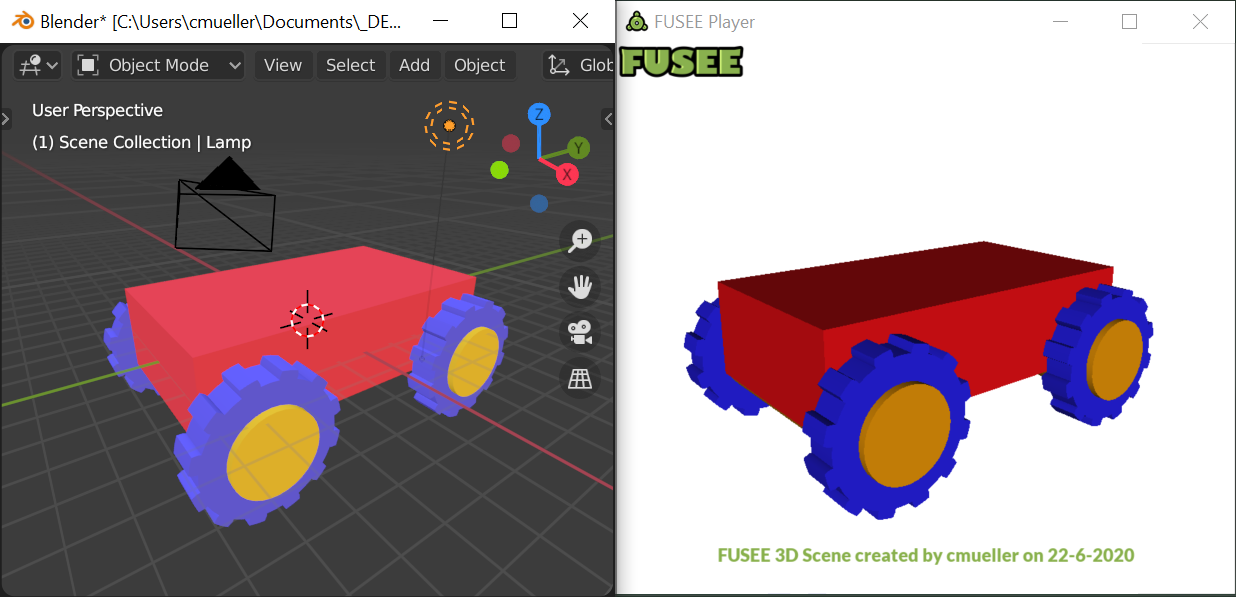 Blender* [C:\Users\cmueller\Documents\_DE...
Object Mode View Select Add Object Glob
User Perspective
(1) Scene Collection | Lamp
Z
Y
X
FUSEE Player
FUSEE
FUSEE 3D Scene created by cmueller on 22-6-2020